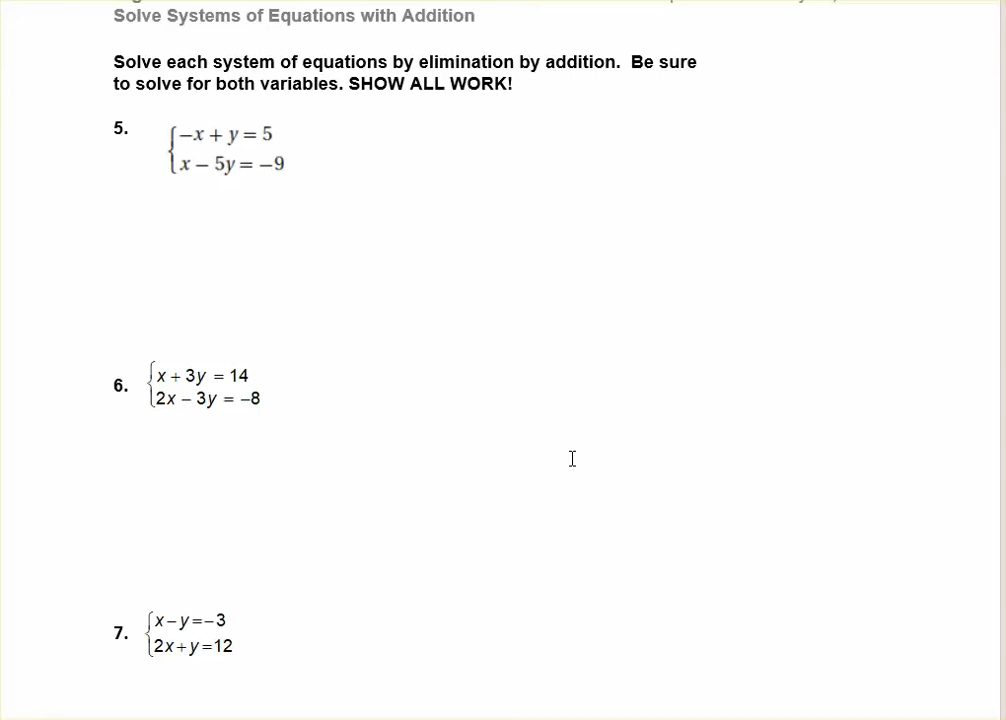 Solve Systems of Equations with Addition
Solve each system of equations by elimination by addition.  Be sure
to solve for both variables. SHOW ALL WORK!
5.
−x + y = 5
x − 5y = −9
6.
x + 3y = 14
2x − 3y = −8
7.
x−y=−3
2x+y=12